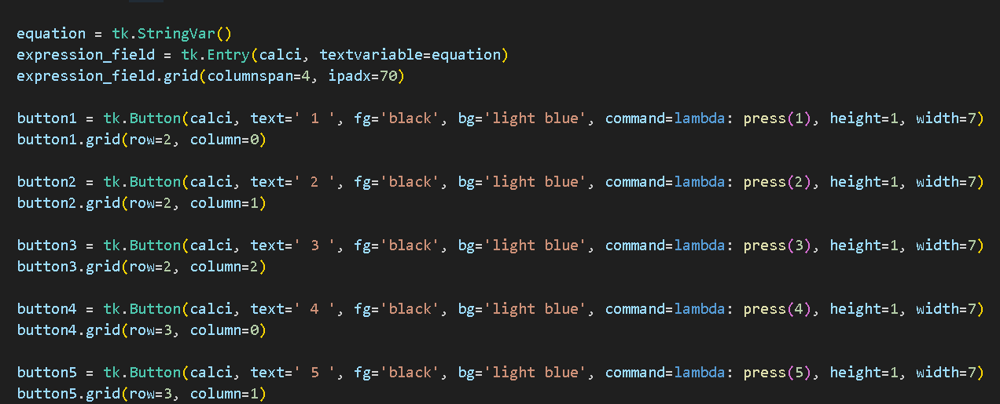 equation = tk.StringVar()
expression_field = tk.Entry(calci, textvariable=equation)
expression_field.grid(columnspan=4, ipadx=70)
button1 = tk.Button(calci, text=' 1 ', fg='black', bg='light blue', command=lambda: press(1), height=1, width=7)
button1.grid(row=2, column=0)
button2 = tk.Button(calci, text=' 2 ', fg='black', bg='light blue', command=lambda: press(2), height=1, width=7)
button2.grid(row=2, column=1)
button3 = tk.Button(calci, text=' 3 ', fg='black', bg='light blue', command=lambda: press(3), height=1, width=7)
button3.grid(row=2, column=2)
button4 = tk.Button(calci, text=' 4 ', fg='black', bg='light blue', command=lambda: press(4), height=1, width=7)
button4.grid(row=3, column=0)
button5 = tk.Button(calci, text=' 5 ', fg='black', bg='light blue', command=lambda: press(5), height=1, width=7)
button5.grid(row=3, column=1)